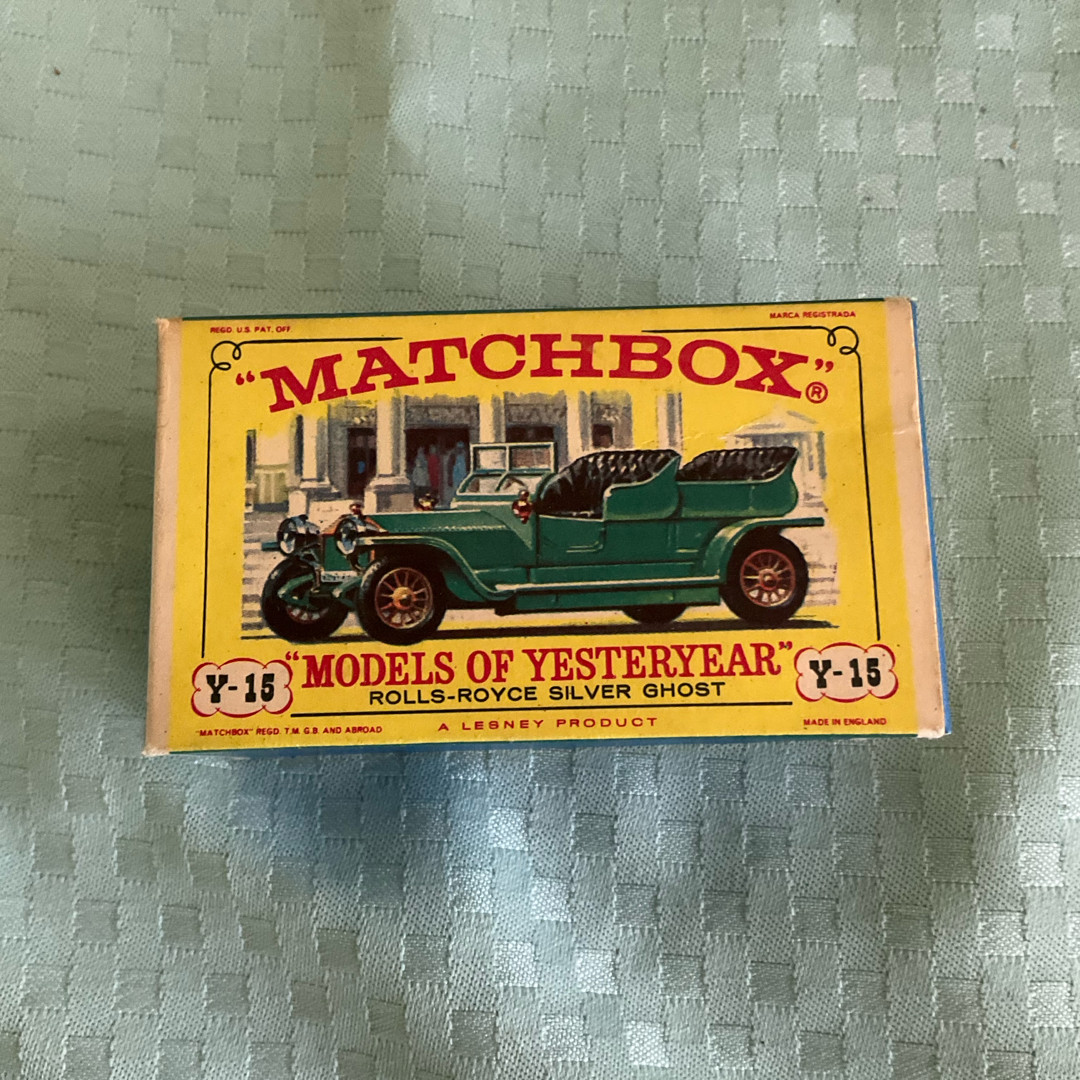 REGD. U.S. PAT. OFF.
MARCA REGISTRADA
"MATCHBOX"®
"MODELS OF YESTERYEAR"
Y-15
Y-15
ROLLS-ROYCE SILVER GHOST
A LESNEY PRODUCT
"MATCHBOX" REGD. T.M. G.B. AND ABROAD
MADE IN ENGLAND